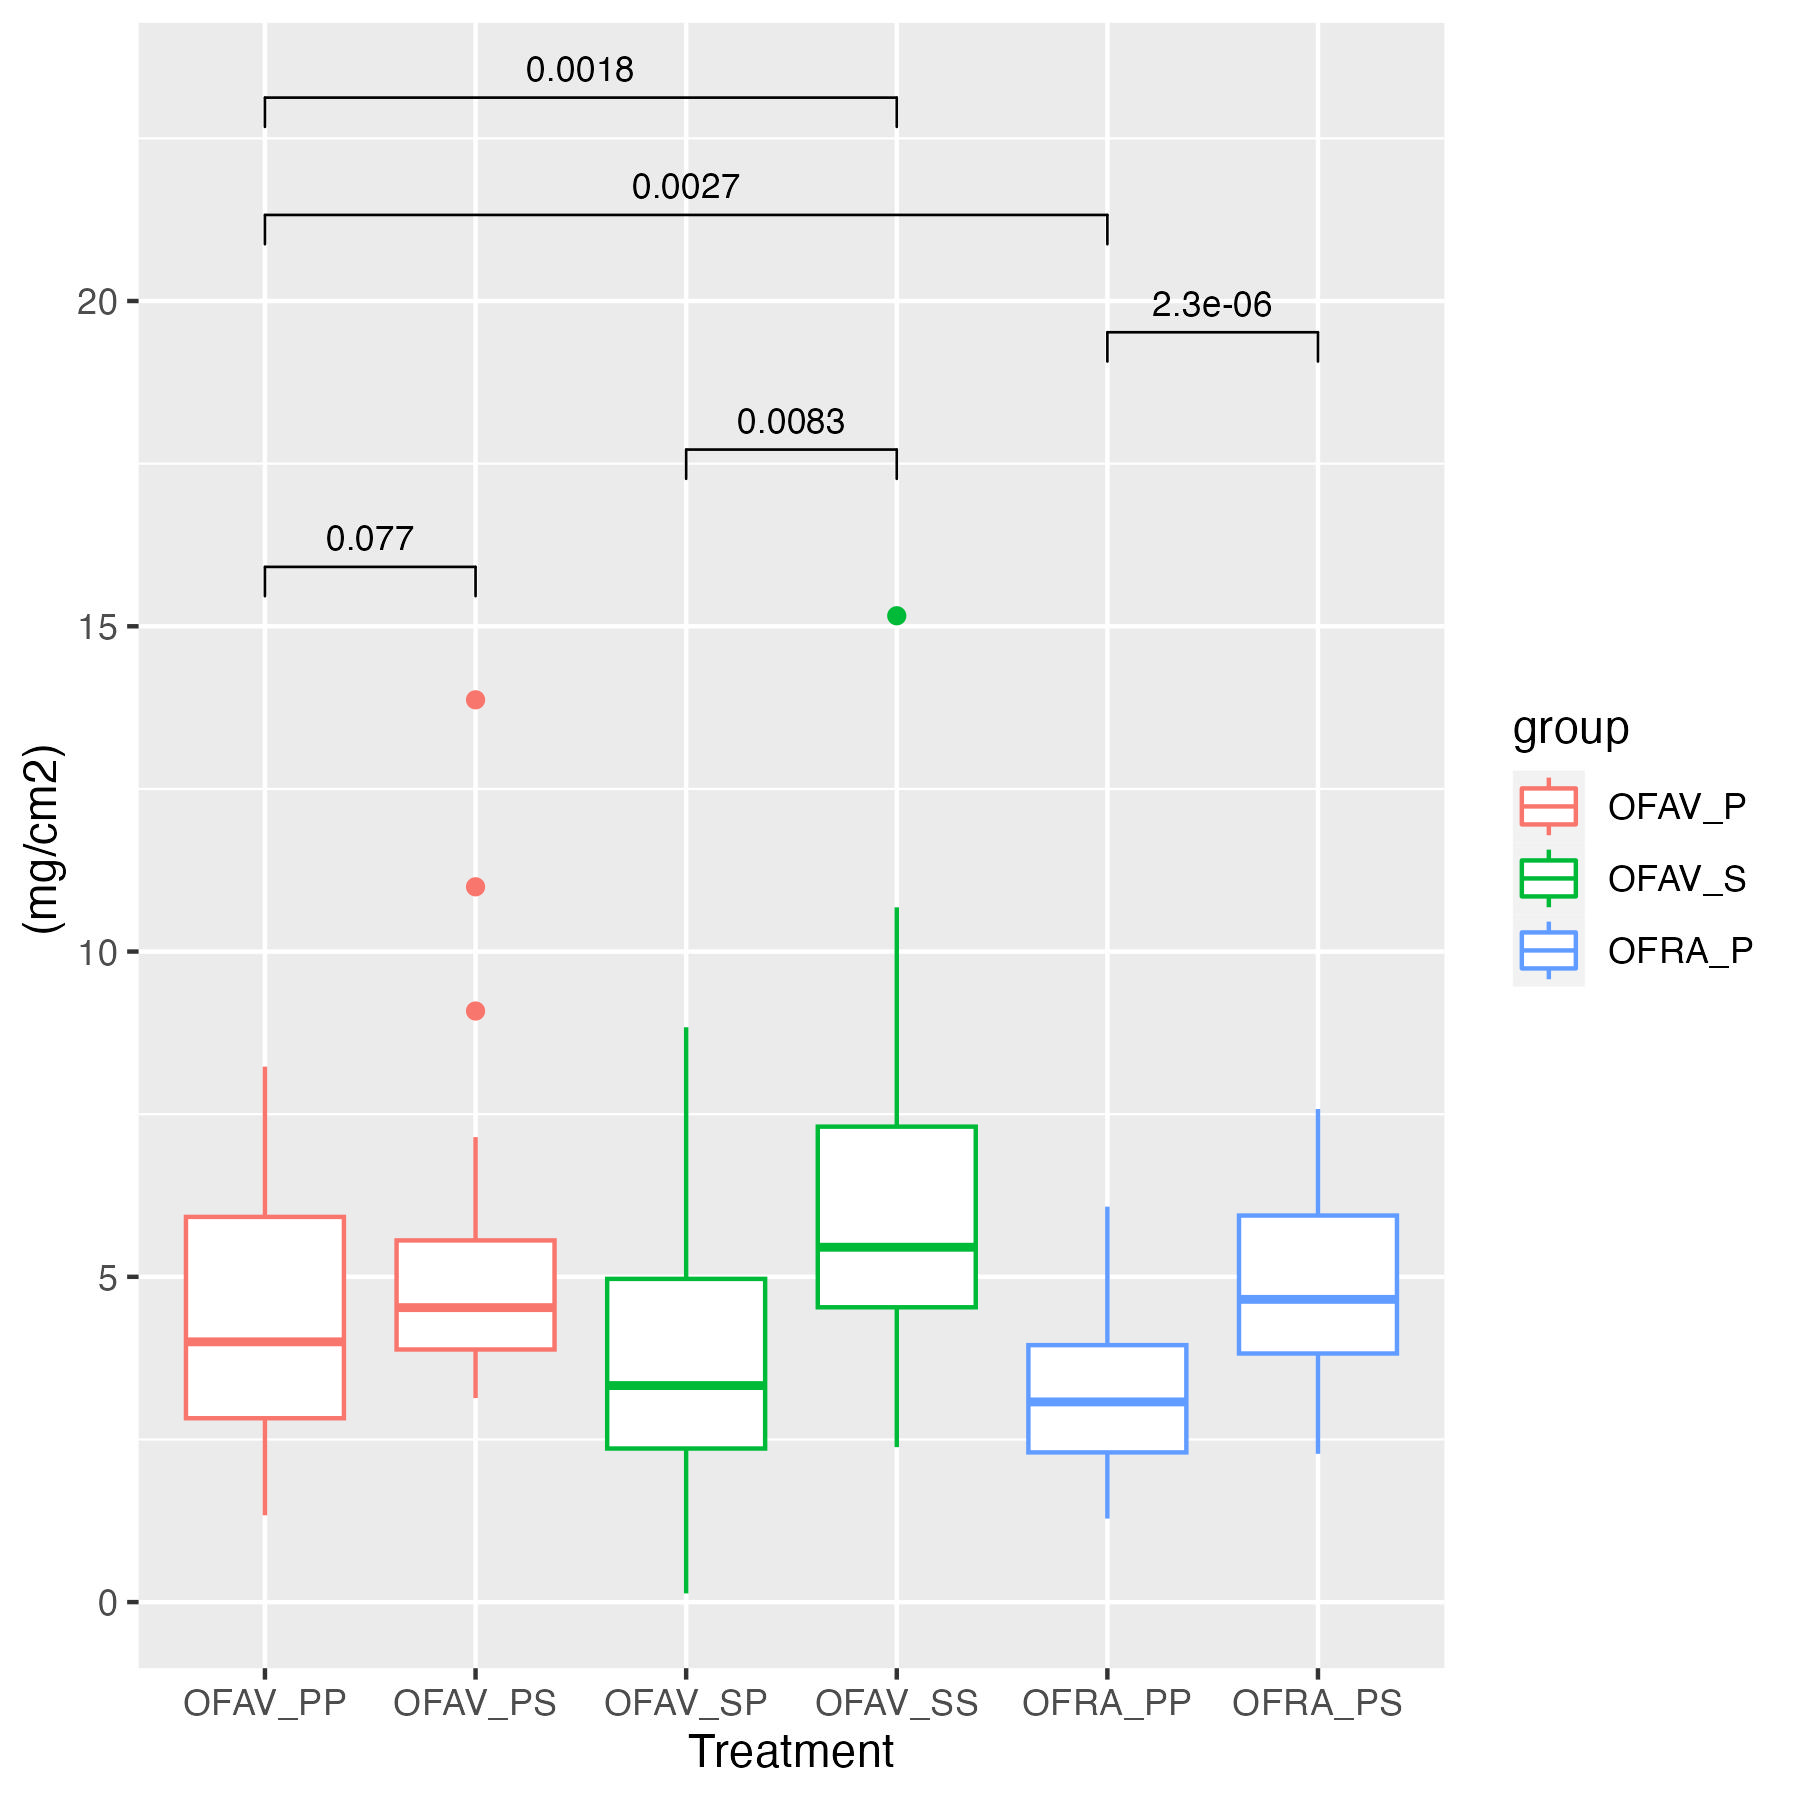 0.0018
0.0027
2.3e-06
0.0083
0.077
20
15
10
5
0
(mg/cm2)
OFAV_PP OFAV_PS OFAV_SP OFAV_SS OFRA_PP OFRA_PS
Treatment
group
OFAV_P
OFAV_S
OFRA_P